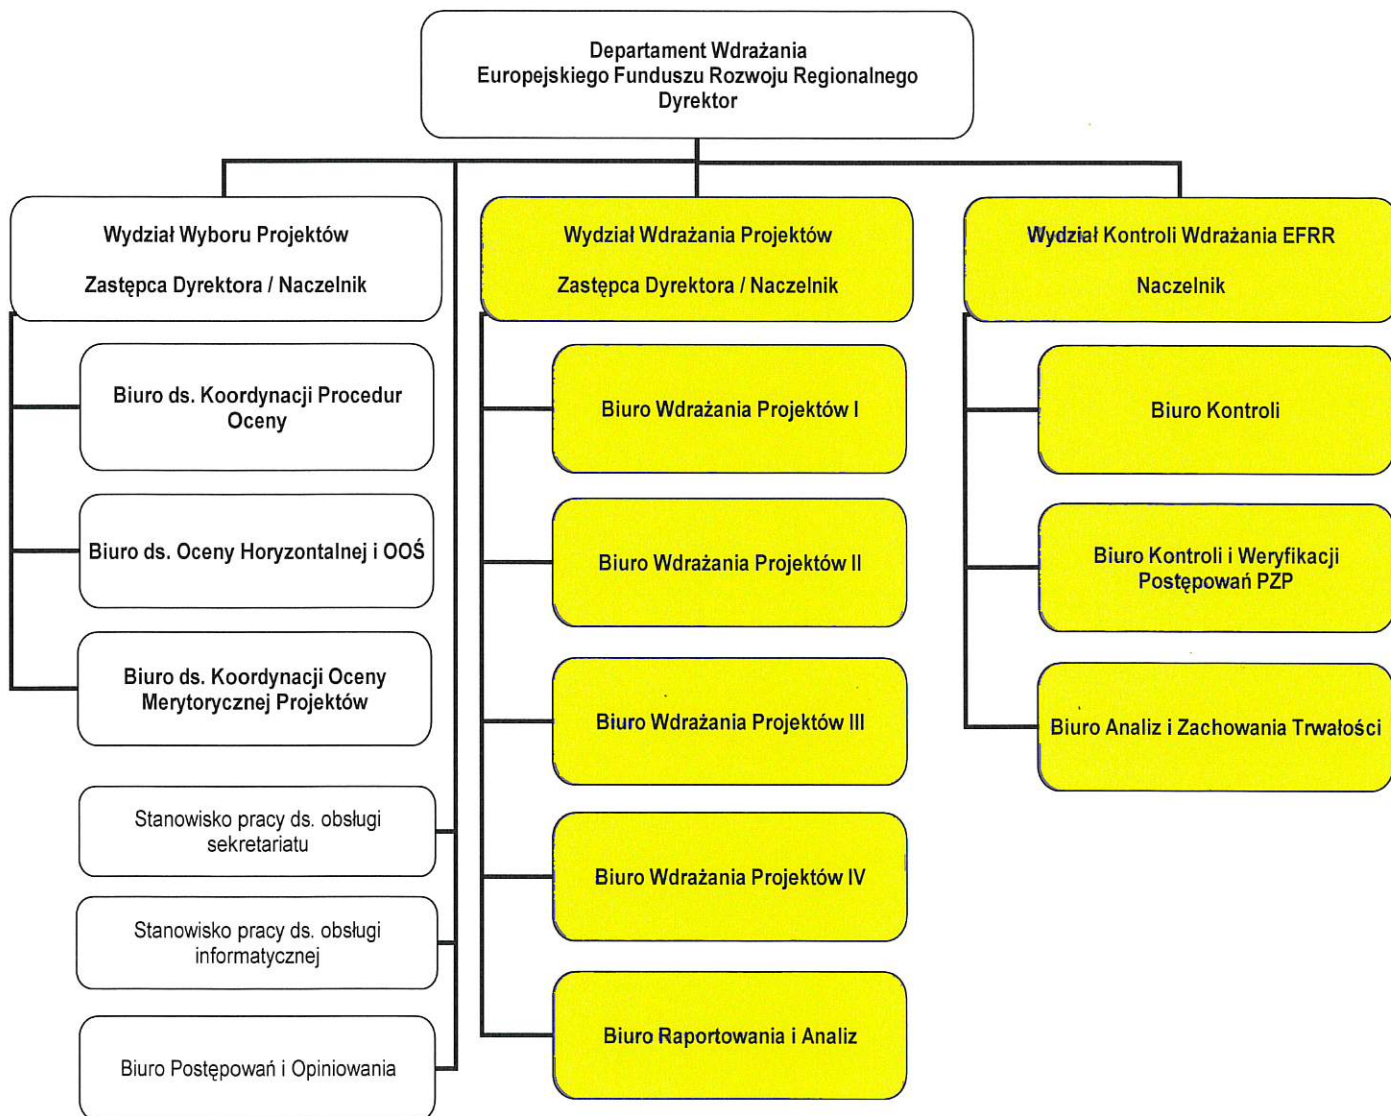 Departament Wdrażania
Europejskiego Funduszu Rozwoju Regionalnego
Dyrektor
Wydział Wyboru Projektów
Zastępca Dyrektora / Naczelnik
Biuro ds. Koordynacji Procedur
Oceny
Biuro ds. Oceny Horyzontalnej i OOŚ
Biuro ds. Koordynacji Oceny
Merytorycznej Projektów
Stanowisko pracy ds. obsługi
sekretariatu
Stanowisko pracy ds. obsługi
informatycznej
Biuro Postępowań i Opiniowania
Wydział Wdrażania Projektów
Zastępca Dyrektora / Naczelnik
Biuro Wdrażania Projektów I
Biuro Wdrażania Projektów II
Biuro Wdrażania Projektów III
Biuro Wdrażania Projektów IV
Biuro Raportowania i Analiz
Wydział Kontroli Wdrażania EFRR
Naczelnik
Biuro Kontroli
Biuro Kontroli i Weryfikacji
Postępowań PZP
Biuro Analiz i Zachowania Trwałości